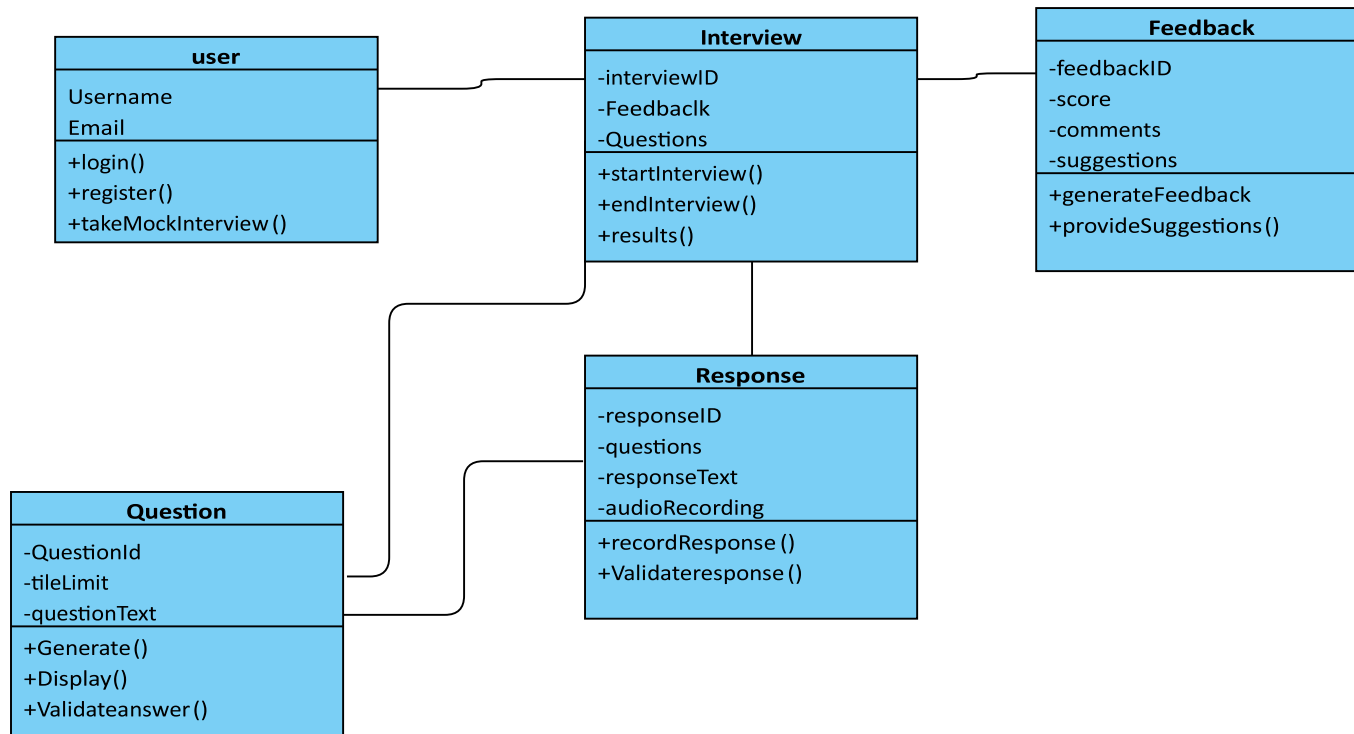 user
Username
Email
+login()
+register()
+takeMockInterview()
Interview
-interviewID
-Feedbaclk
-Questions
+startInterview()
+endInterview()
+results()
Feedback
-feedbackID
-score
-comments
-suggestions
+generateFeedback
+provideSuggestions()
Response
-responseID
-questions
-responseText
-audioRecording
+recordResponse()
+Validateresponse()
Question
-QuestionId
-tileLimit
-questionText
+Generate()
+Display()
+Validateanswer()